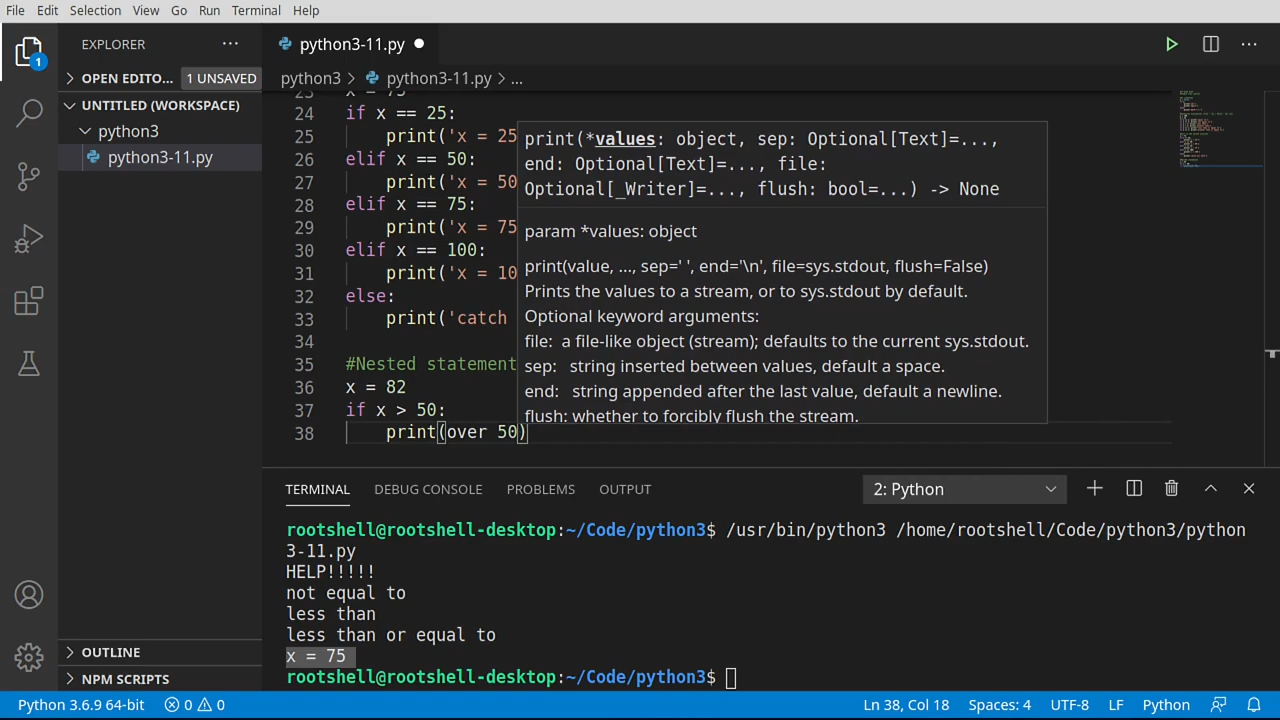 File Edit Selection View Go Run Terminal Help
EXPLORER
python3-11.py
OPEN EDITO... 1 UNSAVED
UNTITLED (WORKSPACE)
python3
python3-11.py
OUTLINE
NPM SCRIPTS
1
python3 > python3-11.py > ...
23 x = 75
24 if x == 25:
25 print('x = 25
26 elif x == 50:
27 print('x = 50
28 elif x == 75:
29 print('x = 75
30 elif x == 100:
31 print('x = 10
32 else:
33 print('catch
34
35 #Nested statement
36 x = 82
37 if x > 50:
38 print(over 50)
print(*values: object, sep: Optional[Text]=...,
end: Optional[Text]=..., file:
Optional[_Writer]=..., flush: bool=...) -> None
param *values: object
print(value, ..., sep=' ', end='\n', file=sys.stdout, flush=False)
Prints the values to a stream, or to sys.stdout by default.
Optional keyword arguments:
file: a file-like object (stream); defaults to the current sys.stdout.
sep: string inserted between values, default a space.
end: string appended after the last value, default a newline.
flush: whether to forcibly flush the stream.
TERMINAL DEBUG CONSOLE PROBLEMS OUTPUT 2: Python
rootshell@rootshell-desktop:~/Code/python3$ /usr/bin/python3 /home/rootshell/Code/python3/python
3-11.py
HELP!!!!!
not equal to
less than
less than or equal to
x = 75
rootshell@rootshell-desktop:~/Code/python3$
Python 3.6.9 64-bit 0 0 Ln 38, Col 18 Spaces: 4 UTF-8 LF Python